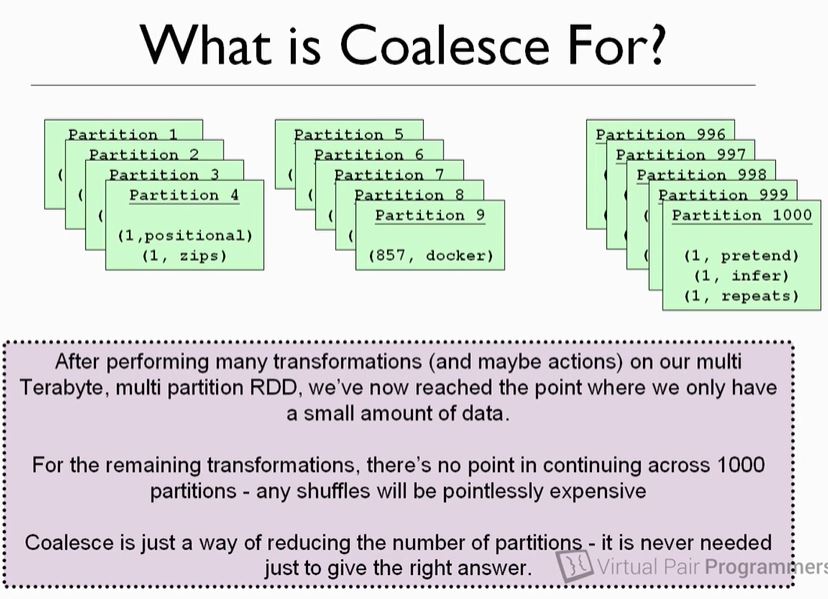 What is Coalesce For?
Partition 1
Partition 2
Partition 3
Partition 4
(1,positional)
(1, zips)
Partition 5
Partition 6
Partition 7
Partition 8
Partition 9
(857, docker)
Partition 996
Partition 997
Partition 998
Partition 999
Partition 1000
(1, pretend)
(1, infer)
(1, repeats)
After performing many transformations (and maybe actions) on our multi
Terabyte, multi partition RDD, we've now reached the point where we only have
a small amount of data.
For the remaining transformations, there's no point in continuing across 1000
partitions - any shuffles will be pointlessly expensive
Coalesce is just a way of reducing the number of partitions - it is never needed
just to give the right answer.
Virtual Pair Programmers